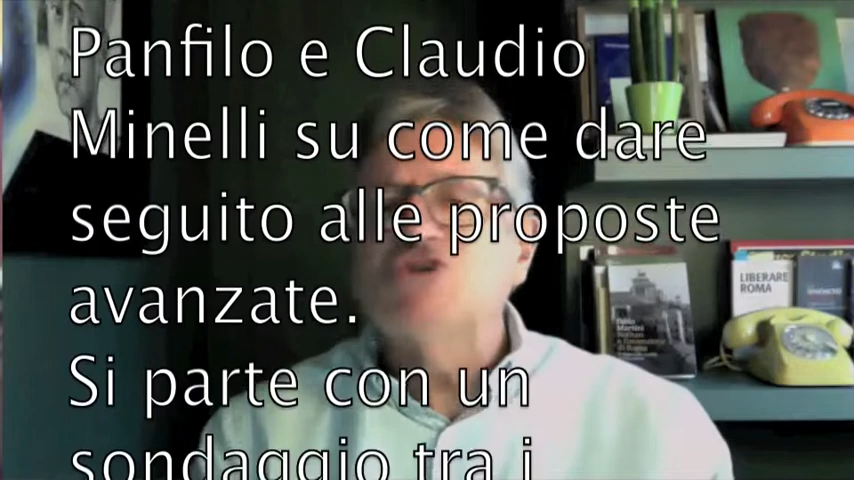 Panfilo e Claudio
Minelli su come dare
seguito alle proposte
avanzate.
Si parte con un
sondaggio tra i
LIBERARE
ROMA